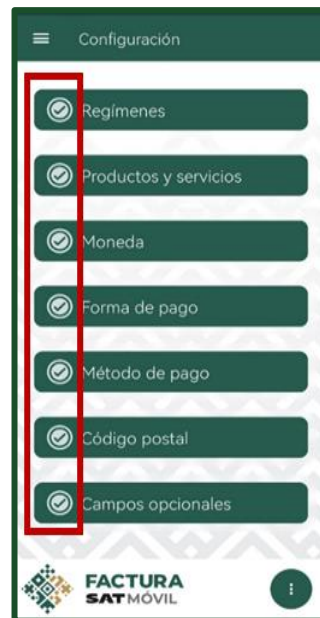 Configuración
Regímenes
Productos y servicios
Moneda
Forma de pago
Método de pago
Código postal
Campos opcionales
FACTURA
SAT MÓVIL